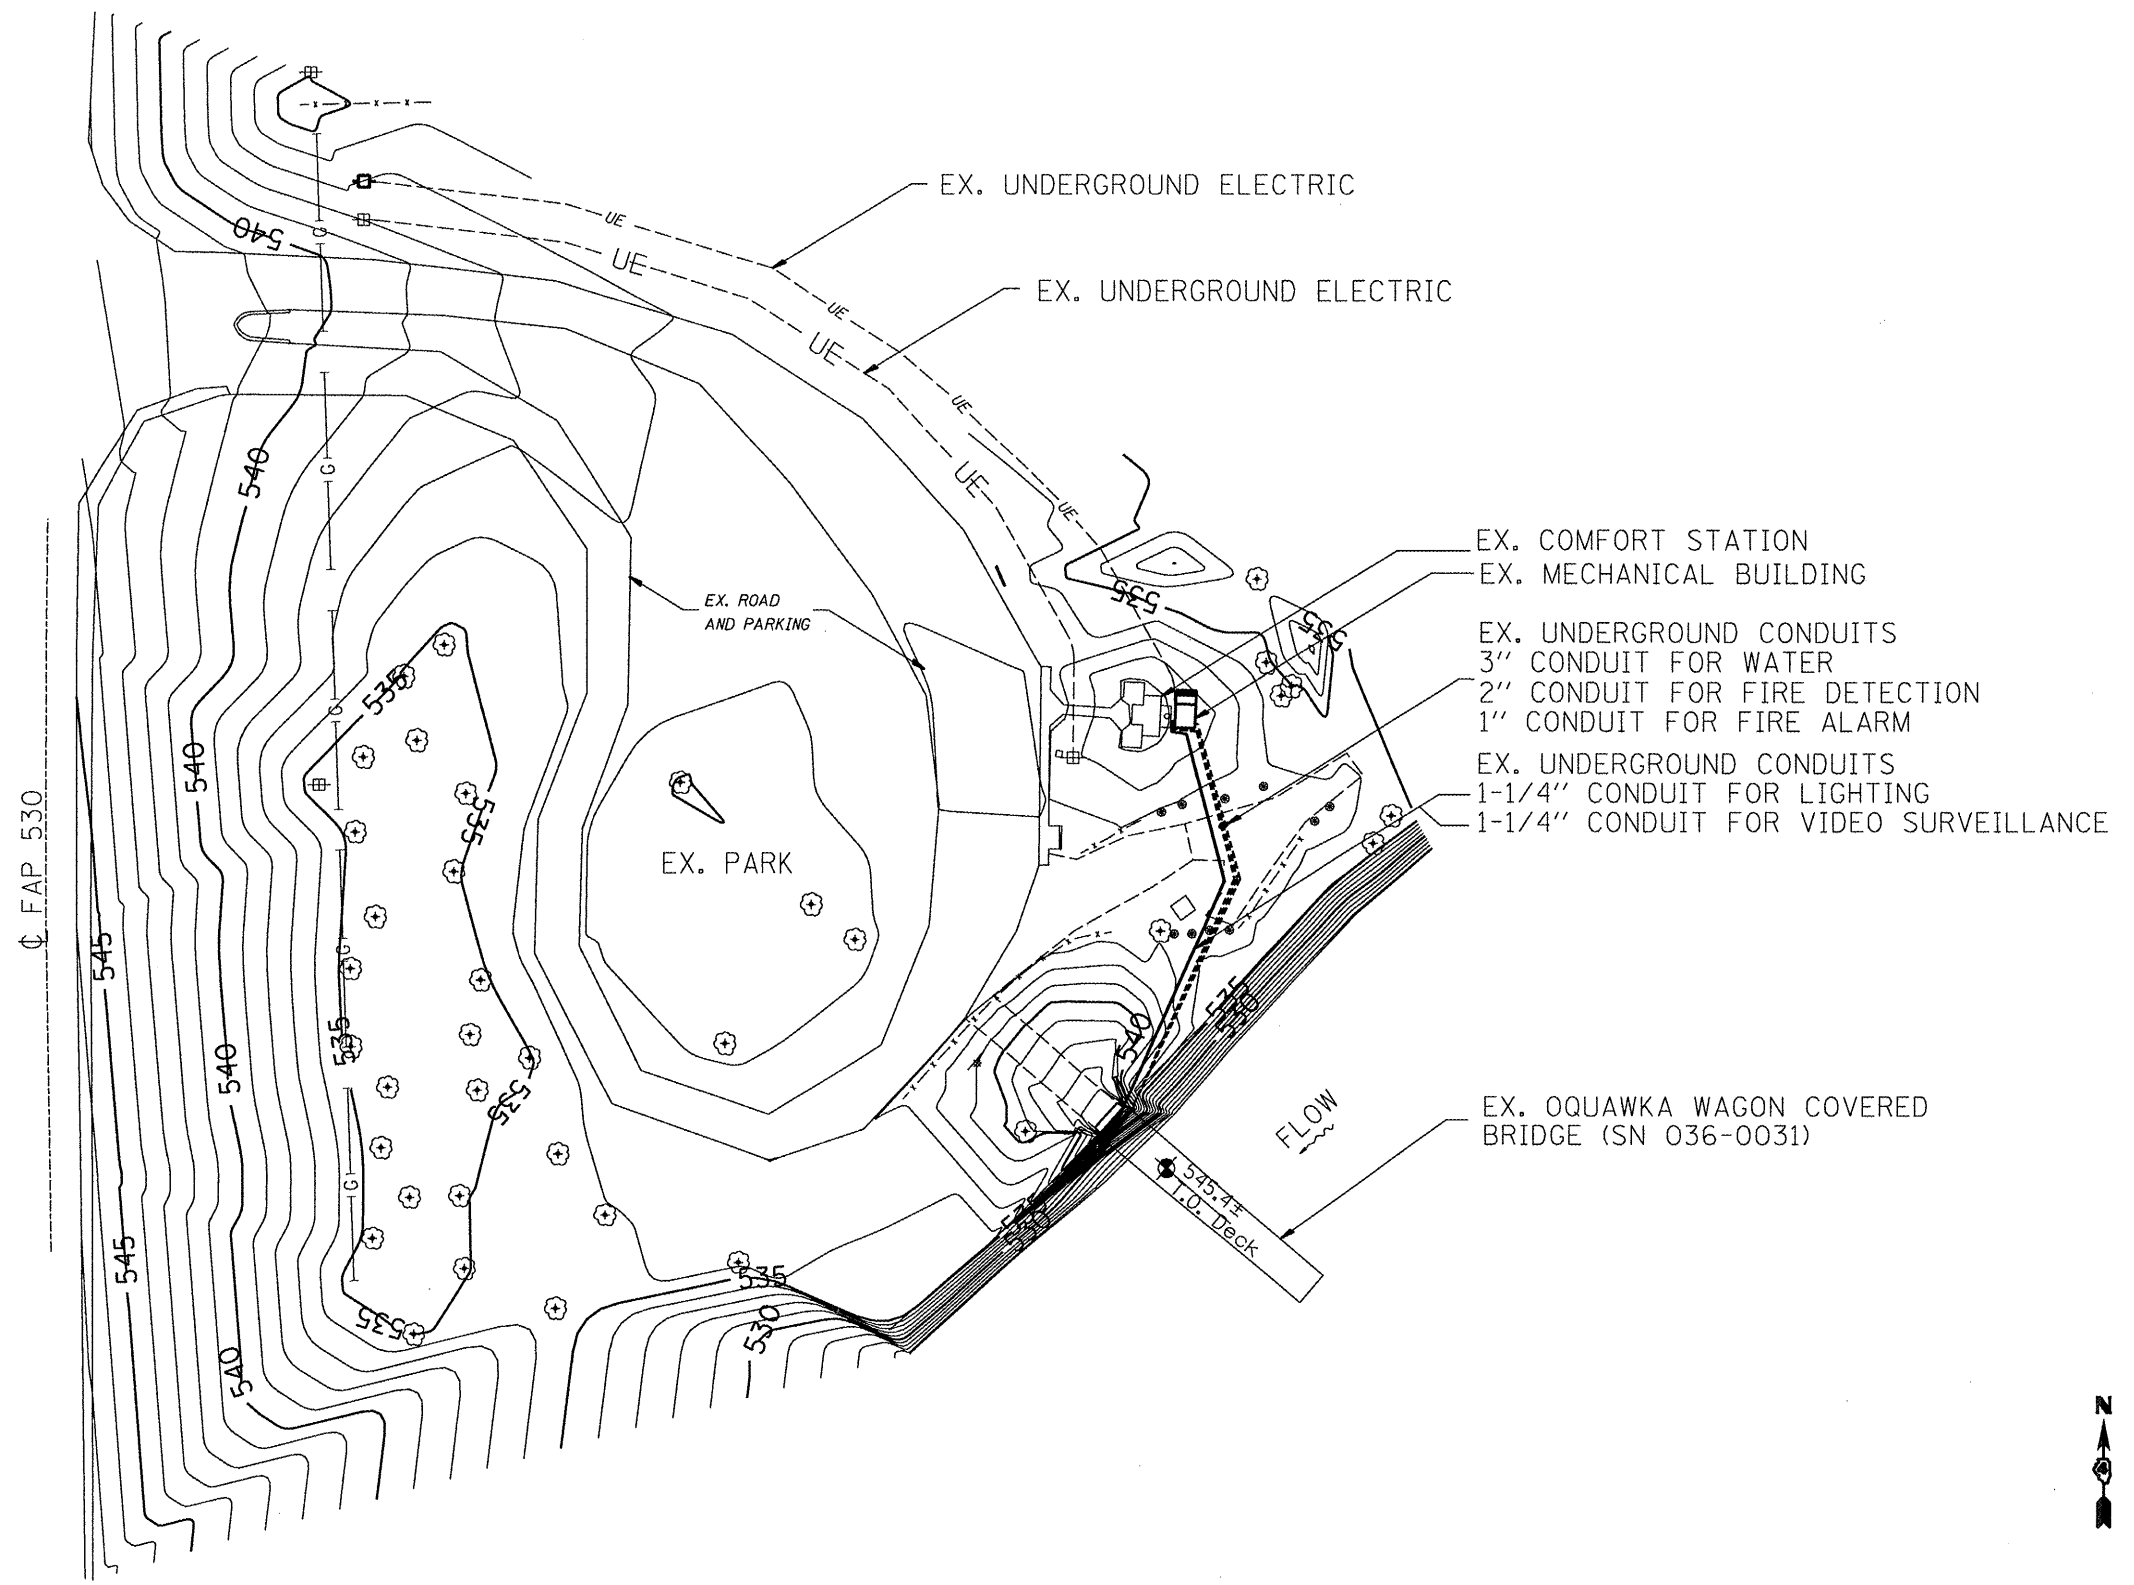 EX. UNDERGROUND ELECTRIC
EX. UNDERGROUND ELECTRIC
UE
UE
UE
UE
UE
UE
UE
540
G
540
G
EX. COMFORT STATION
EX. MECHANICAL BUILDING
EX. ROAD
AND PARKING
535
535
EX. UNDERGROUND CONDUITS
3" CONDUIT FOR WATER
2" CONDUIT FOR FIRE DETECTION
1" CONDUIT FOR FIRE ALARM
535
G
540
EX. UNDERGROUND CONDUITS
1-1/4" CONDUIT FOR LIGHTING
1-1/4" CONDUIT FOR VIDEO SURVEILLANCE
535
EX. PARK
℄ FAP 530
545
G
535
540
535
530
540
535
FLOW
EX. OQUAWKA WAGON COVERED
BRIDGE (SN 036-0031)
545.4±
T.O. Deck
G
535
530
545
535
530
535
540
N